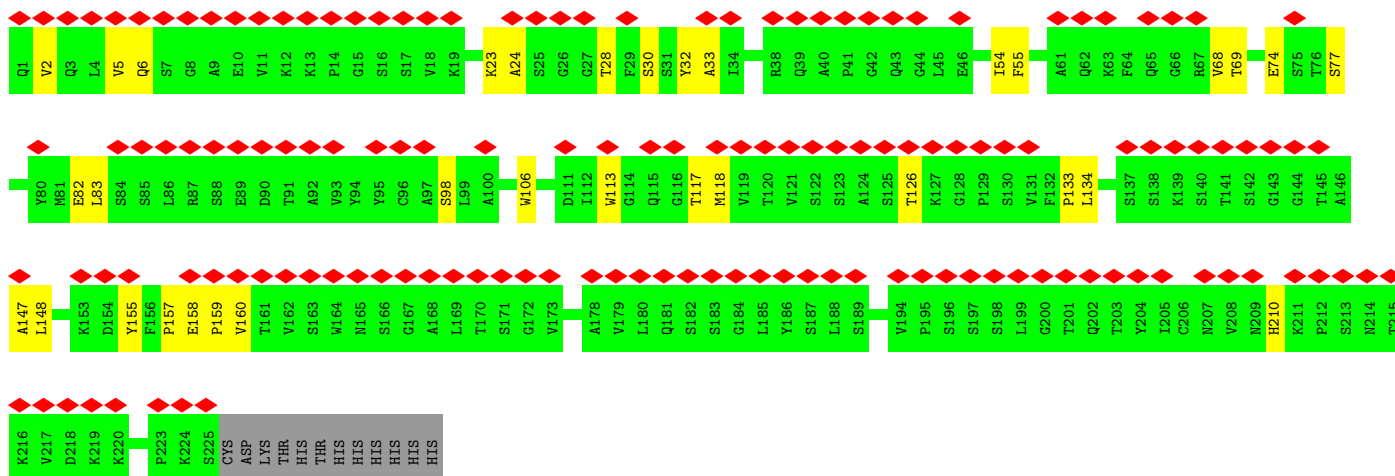 Q1 V2 Q3 L4 V5 Q6 S7 G8 A9 E10 V11 K12 K13 P14 G15 S16 S17 V18 K19 K23 A24 S25 G26 G27 T28 F29 S30 S31 Y32 A33 I34 R38 Q39 A40 P41 G42 Q43 G44 L45 E46 I54 F55 A61 Q62 K63 F64 Q65 G66 R67 V68 T69 E74 S75 T76 S77
Y80 M81 E82 L83 S84 S85 L86 R87 S88 E89 D90 T91 A92 V93 Y94 Y95 C96 A97 S98 L99 A100 W106 D111 I112 W113 G114 Q115 G116 T117 M118 V119 T120 V121 S122 S123 A124 S125 T126 K127 G128 P129 S130 V131 F132 P133 L134 S137 S138 K139 S140 T141 S142 G143 G144 T145 A146
A147 L148 K153 D154 Y155 F156 P157 E158 P159 V160 T161 V162 S163 W164 N165 S166 G167 A168 L169 T170 S171 G172 V173 A178 V179 L180 Q181 S182 S183 G184 L185 Y186 S187 L188 S189 V194 P195 S196 S197 S198 L199 G200 T201 Q202 T203 Y204 I205 C206 N207 V208 N209 H210 K211 P212 S213 N214 T215
K216 V217 D218 K219 K220 P223 K224 S225 CYS ASP LYS THR HIS THR HIS HIS HIS HIS HIS HIS